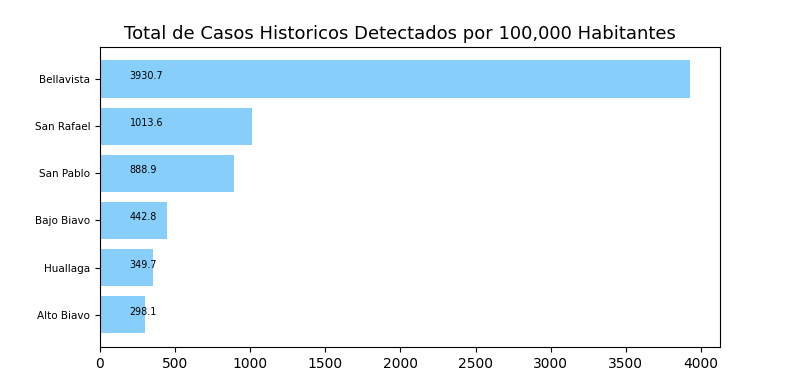 Total de Casos Historicos Detectados por 100,000 Habitantes
Bellavista 3930.7
San Rafael 1013.6
San Pablo 888.9
Bajo Biavo 442.8
Huallaga 349.7
Alto Biavo 298.1
0 500 1000 1500 2000 2500 3000 3500 4000